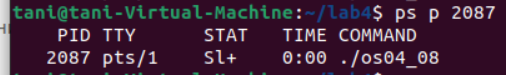 tani@tani-Virtual-Machine:~/lab4$ ps p 2087
PID TTY STAT TIME COMMAND
2087 pts/1 Sl+ 0:00 ./os04_08